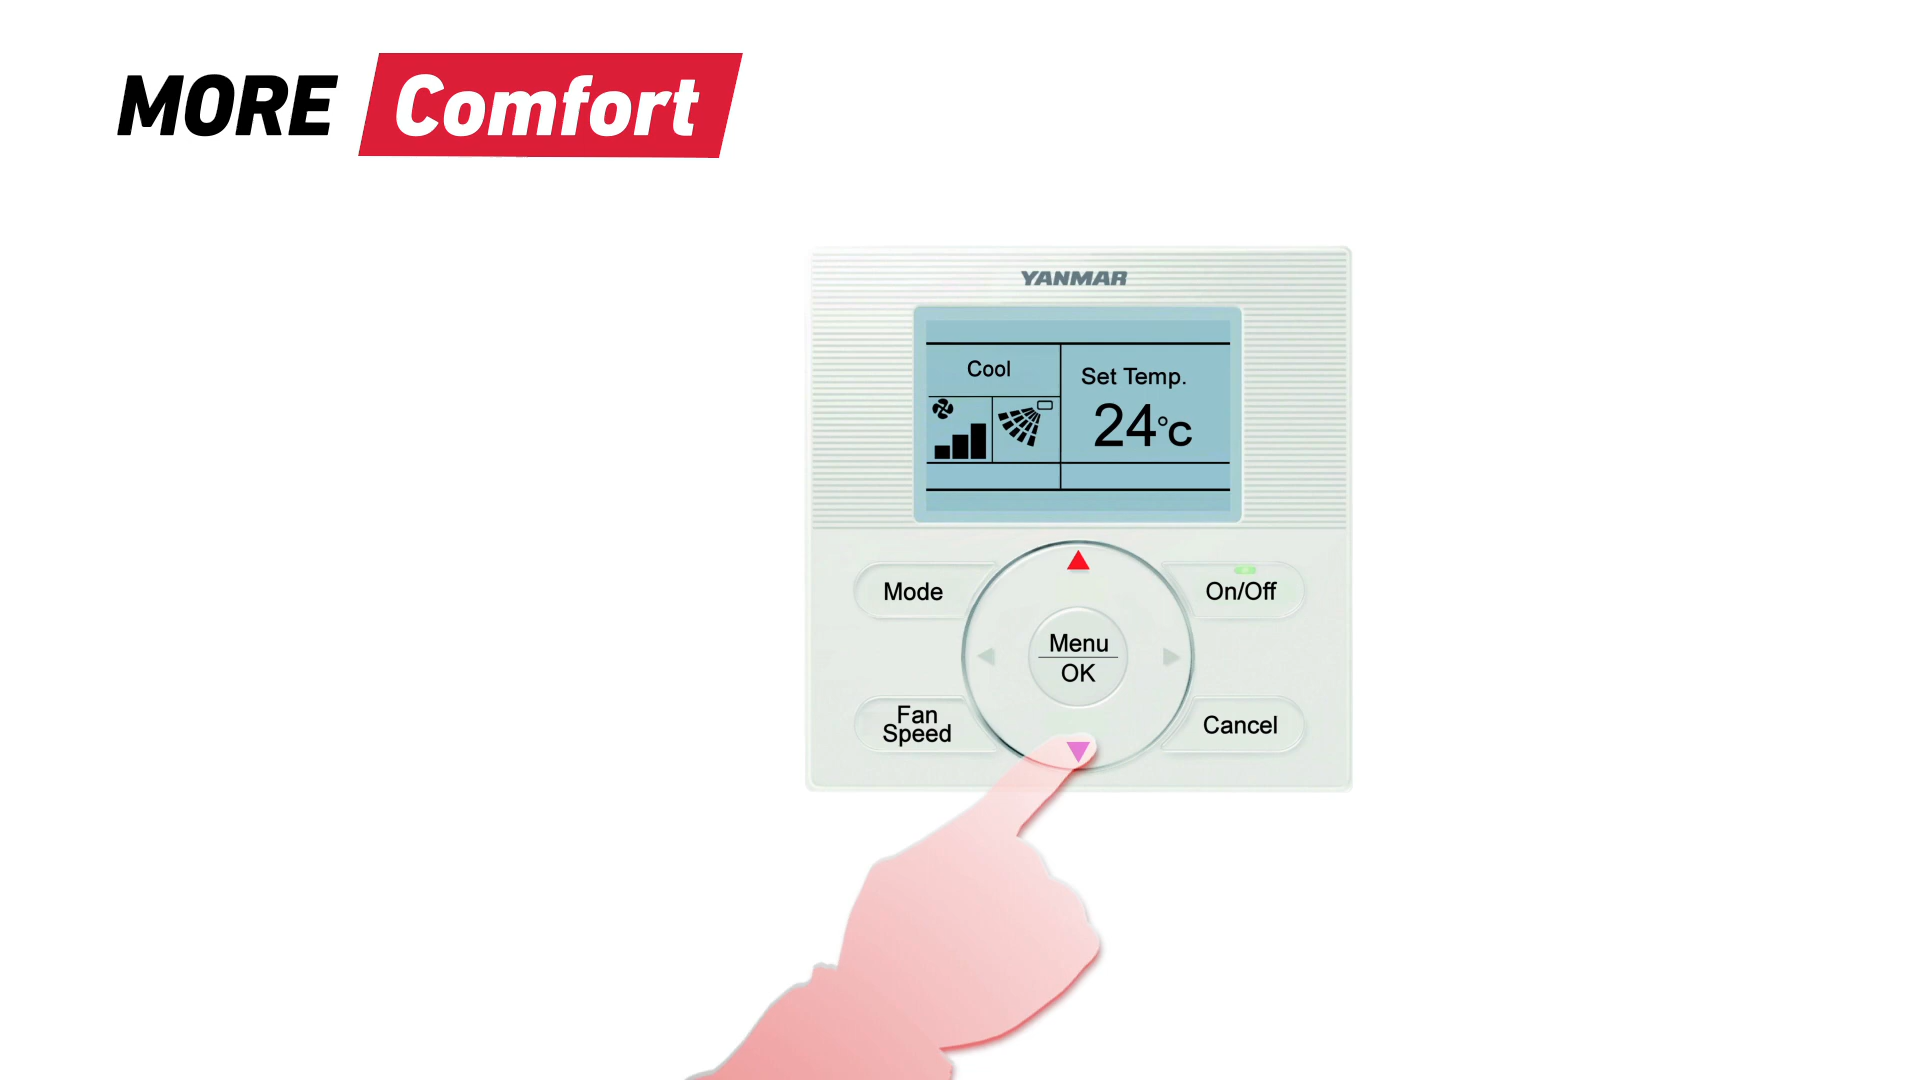 MORE Comfort
YANMAR
Cool
Set Temp.
24°C
Mode
On/Off
Menu
OK
Fan
Speed
Cancel